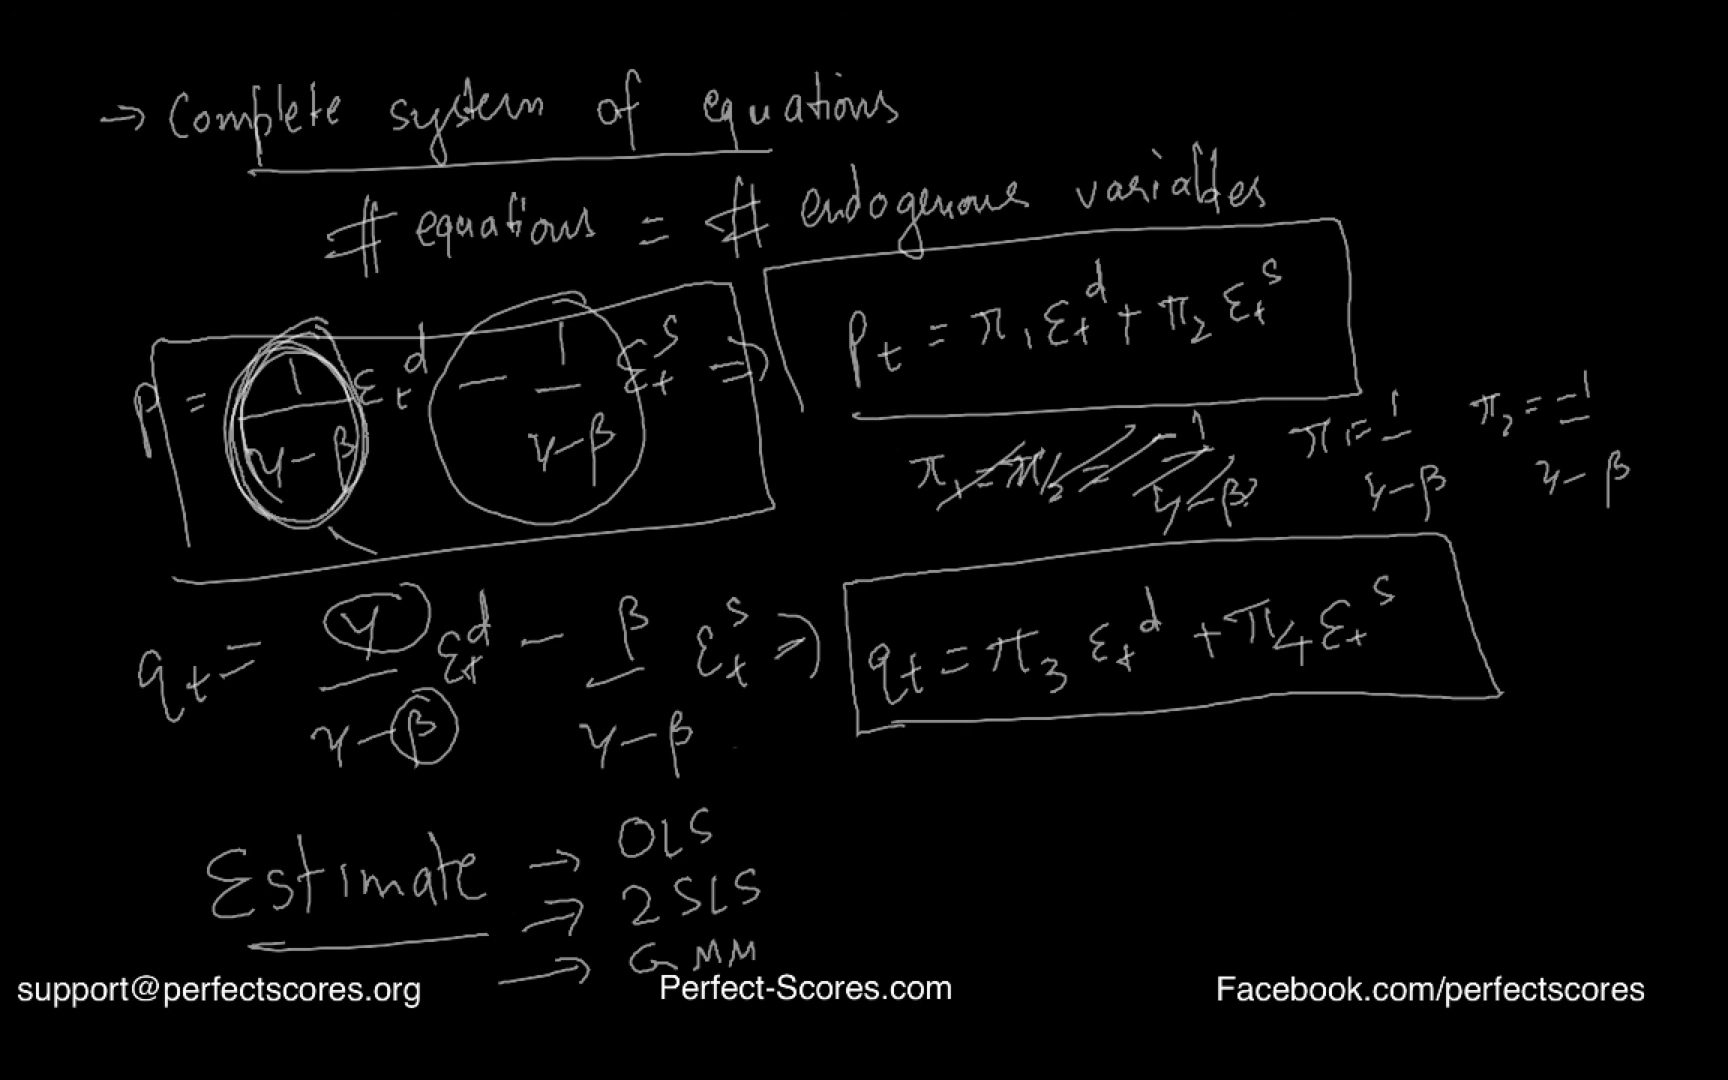 → Complete system of equations
# equations = # endogenous variables
P = 1/(γ-β) ε_t^d - 1/(γ-β) ε_t^s ⇒ P_t = π_1 ε_t^d + π_2 ε_t^s
π_1 = 1/(γ-β) π_2 = -1/(γ-β)
q_t = γ/(γ-β) ε_t^d - β/(γ-β) ε_t^s ⇒ q_t = π_3 ε_t^d + π_4 ε_t^s
Estimate → OLS
→ 2SLS
→ GMM
support@perfectscores.org Perfect-Scores.com Facebook.com/perfectscores